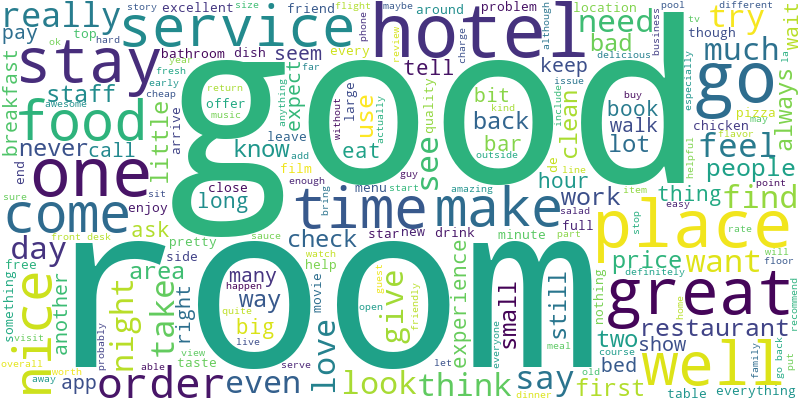 good
room
hotel
service
stay
food
one
come
time
make
place
great
well
go
nice
order
day
night
take
even
love
look
think
say
first
give
really
need
try
much
bad
feel
people
find
thing
want
price
restaurant
show
two
bed
still
small
work
hour
walk
book
lot
back
bit
bar
see
clean
keep
tell
quality
problem
around
location
seem
expect
friend
every
excellent
story
size
top
pay
hard
bathroom
dish
staff
breakfast
never
call
little
arrive
year
fresh
early
cheap
awesome
return
offer
music
anything
far
without
large
actually
use
know
add
eat
leave
film
enough
guy
close
long
end
sit
sure
enjoy
menu
start
bring
amazing
star
new
drink
full
salad
check
minute
part
watch
help
movie
experience
everyone
meal
old
dinner
course
table
everything
family
go back
put
recommend
floor
will
definitely
rate
home
easy
point
item
stop
nothing
chicken
pizza
flavor
may
helpful
always
wait
la
different
pool
tv
though
especially
business
although
delicious
issue
include
buy
kind
outside
line
de
charge
review
phone
flight
maybe
ask
pretty
side
area
right
front desk
free
something
another
visit
overall
away
worth
app
able
probably
taste
view
quite
big
way
many
happen
live
serve
sauce
open
guest
friendly
let